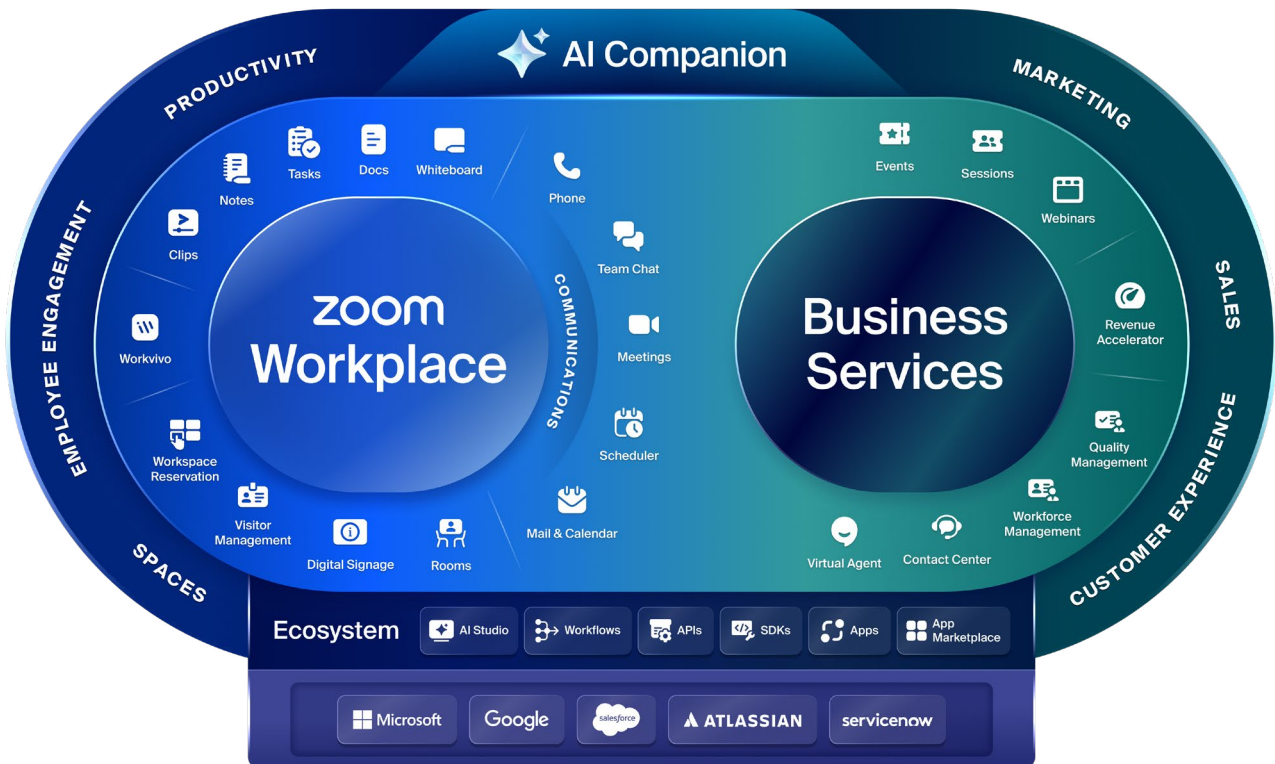 AI Companion
PRODUCTIVITY
MARKETING
EMPLOYEE ENGAGEMENT
SALES
SPACES
CUSTOMER EXPERIENCE
Tasks
Docs
Whiteboard
Notes
Clips
Workvivo
Workspace
Reservation
Visitor
Management
Digital Signage
Rooms
zoom
Workplace
COMMUNICATIONS
Phone
Team Chat
Meetings
Scheduler
Mail & Calendar
Business
Services
Events
Sessions
Webinars
Revenue
Accelerator
Quality
Management
Workforce
Management
Contact Center
Virtual Agent
Ecosystem
AI Studio
Workflows
APIs
SDKs
Apps
App
Marketplace
Microsoft
Google
salesforce
ATLASSIAN
servicenow